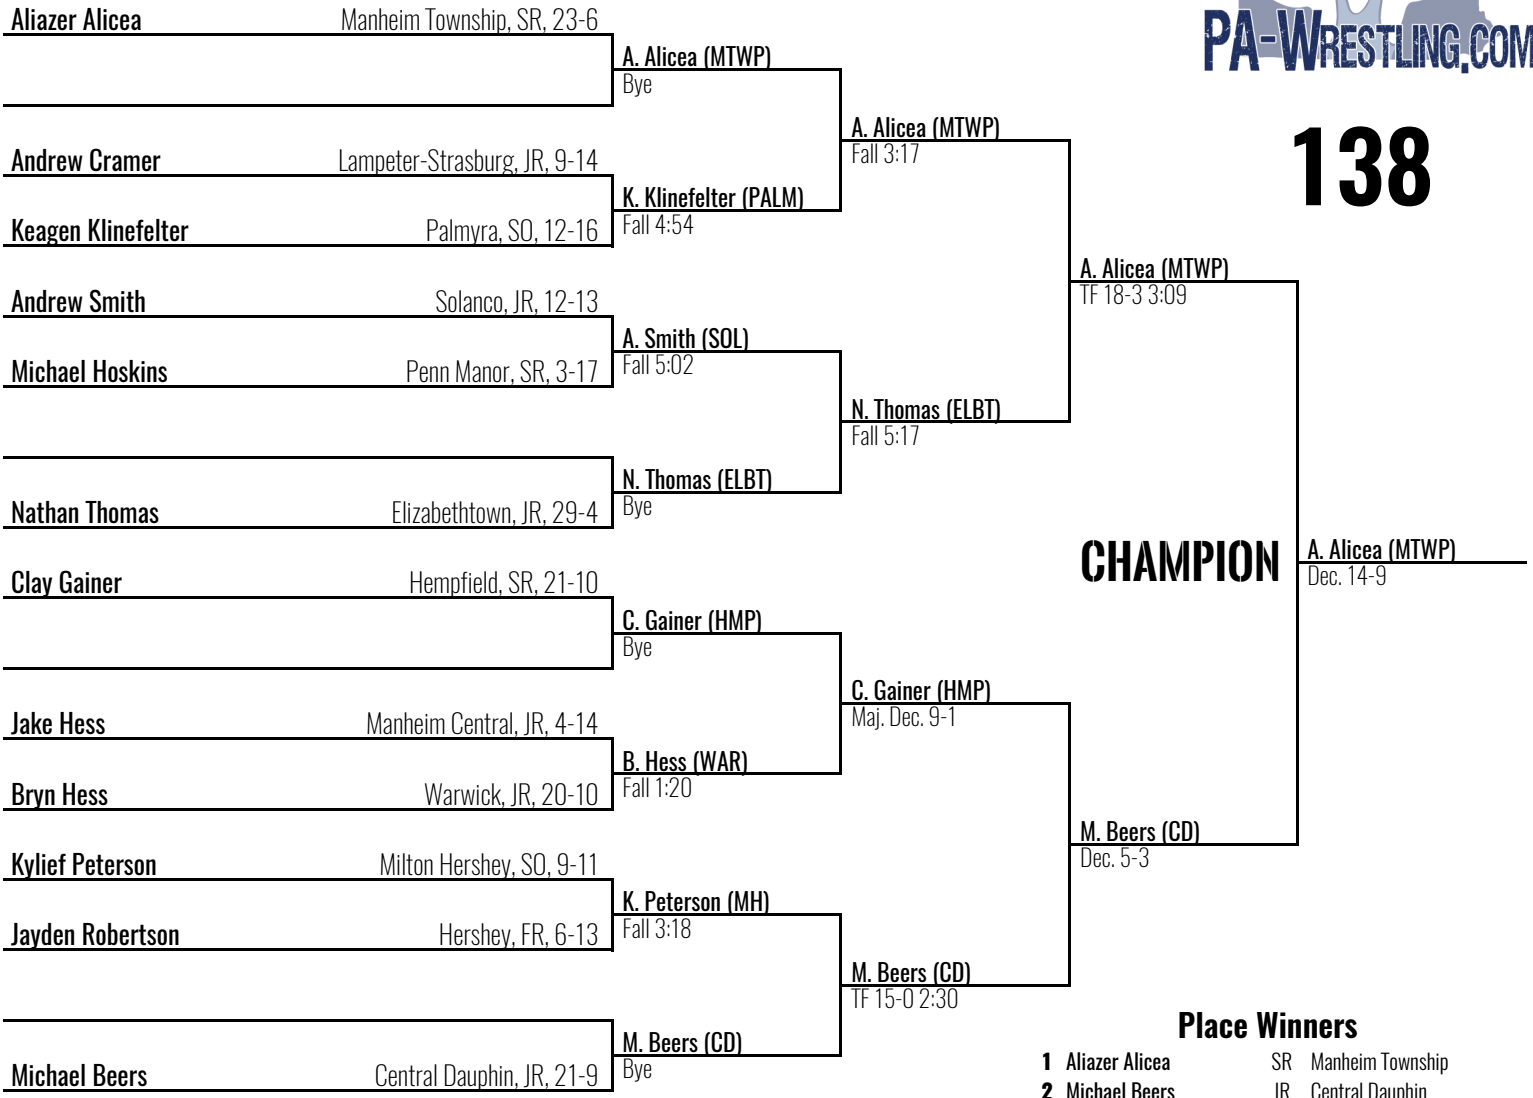 PA-WRESTLING.COM
138
Aliazer Alicea Manheim Township, SR, 23-6
A. Alicea (MTWP)
Bye
A. Alicea (MTWP)
Fall 3:17
Andrew Cramer Lampeter-Strasburg, JR, 9-14
K. Klinefelter (PALM)
Fall 4:54
Keagen Klinefelter Palmyra, SO, 12-16
A. Alicea (MTWP)
TF 18-3 3:09
Andrew Smith Solanco, JR, 12-13
A. Smith (SOL)
Fall 5:02
Michael Hoskins Penn Manor, SR, 3-17
N. Thomas (ELBT)
Fall 5:17
N. Thomas (ELBT)
Bye
Nathan Thomas Elizabethtown, JR, 29-4
CHAMPION
A. Alicea (MTWP)
Dec. 14-9
Clay Gainer Hempfield, SR, 21-10
C. Gainer (HMP)
Bye
C. Gainer (HMP)
Maj. Dec. 9-1
Jake Hess Manheim Central, JR, 4-14
B. Hess (WAR)
Fall 1:20
Bryn Hess Warwick, JR, 20-10
M. Beers (CD)
Dec. 5-3
Kylief Peterson Milton Hershey, SO, 9-11
K. Peterson (MH)
Fall 3:18
Jayden Robertson Hershey, FR, 6-13
M. Beers (CD)
TF 15-0 2:30
M. Beers (CD)
Bye
Michael Beers Central Dauphin, JR, 21-9
Place Winners
1 Aliazer Alicea SR Manheim Township
2 Michael Beers JR Central Dauphin